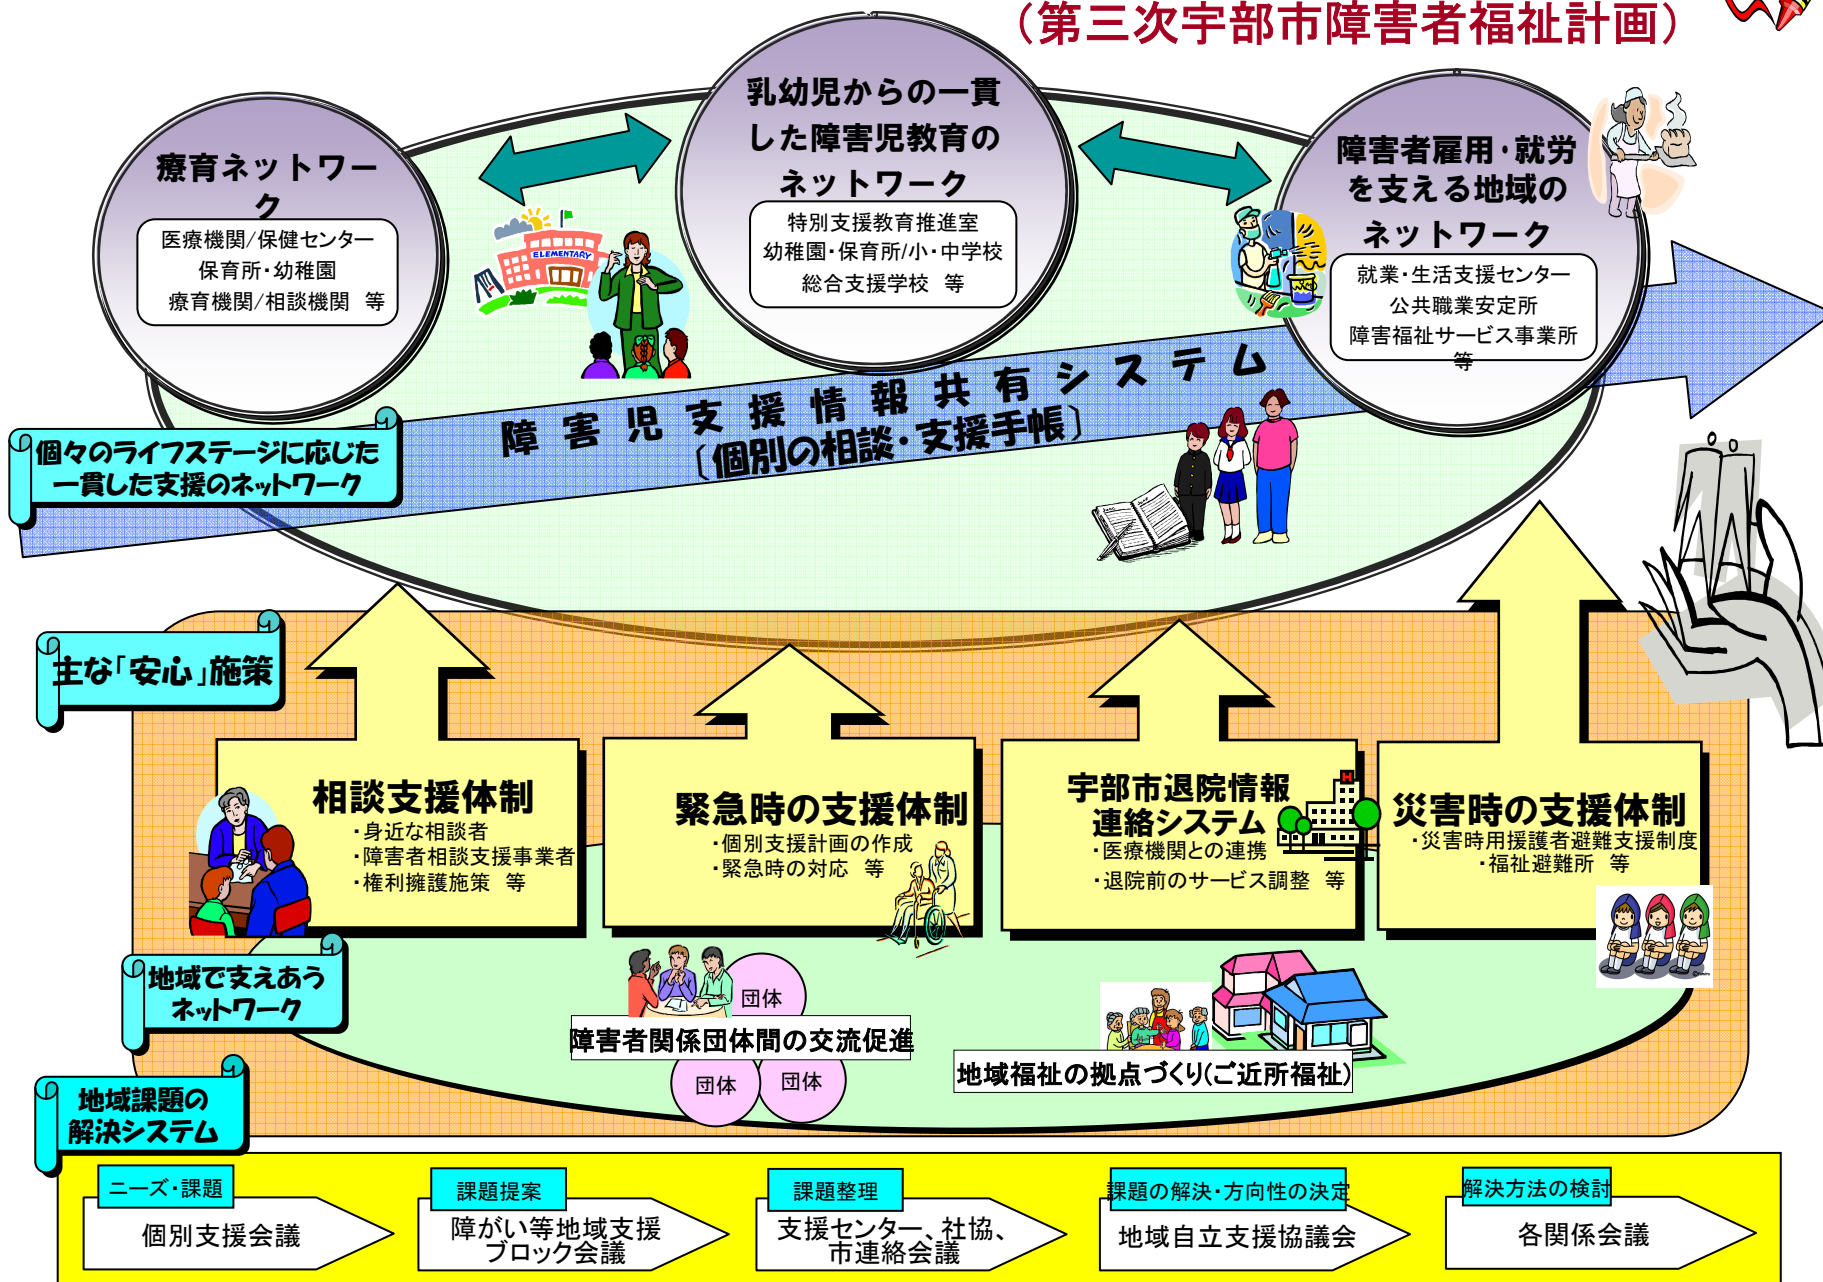 (第三次宇部市障害者福祉計画)
乳幼児からの一貫
した障害児教育の
ネットワーク
特別支援教育推進室
幼稚園・保育所/小・中学校
総合支援学校 等
療育ネットワー
ク
医療機関/保健センター
保育所・幼稚園
療育機関/相談機関 等
障害者雇用・就労
を支える地域の
ネットワーク
就業・生活支援センター
公共職業安定所
障害福祉サービス事業所
等
ELEMENTARY
障害児支援情報共有システム
〔個別の相談・支援手帳〕
個々のライフステージに応じた
一貫した支援のネットワーク
主な「安心」施策
相談支援体制
・身近な相談者
・障害者相談支援事業者
・権利擁護施策 等
緊急時の支援体制
・個別支援計画の作成
・緊急時の対応 等
宇部市退院情報
連絡システム
・医療機関との連携
・退院前のサービス調整 等
H
災害時の支援体制
・災害時用援護者避難支援制度
・福祉避難所 等
地域で支えあう
ネットワーク
団体
障害者関係団体間の交流促進
団体
団体
地域福祉の拠点づくり(ご近所福祉)
地域課題の
解決システム
ニーズ・課題
個別支援会議
課題提案
障がい等地域支援
ブロック会議
課題整理
支援センター、社協、
市連絡会議
課題の解決・方向性の決定
地域自立支援協議会
解決方法の検討
各関係会議